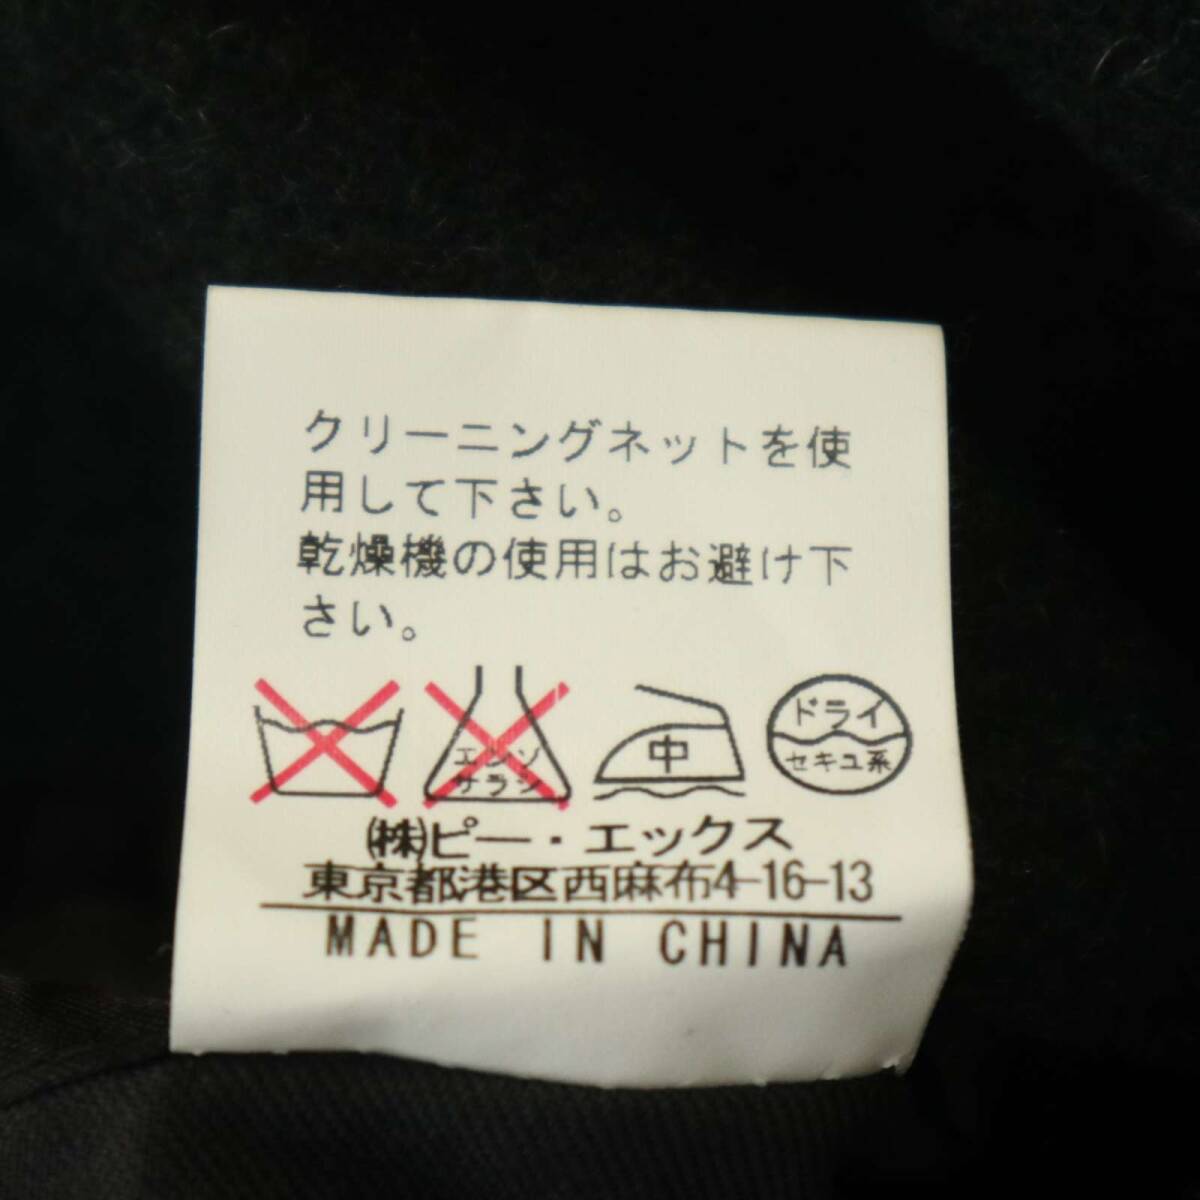 クリーニングネットを使
用して下さい。
乾燥機の使用はお避け下
さい。
エンソ
サラシ
中
ドライ
セキユ系
㈱ピー・エックス
東京都港区西麻布4-16-13
MADE IN CHINA